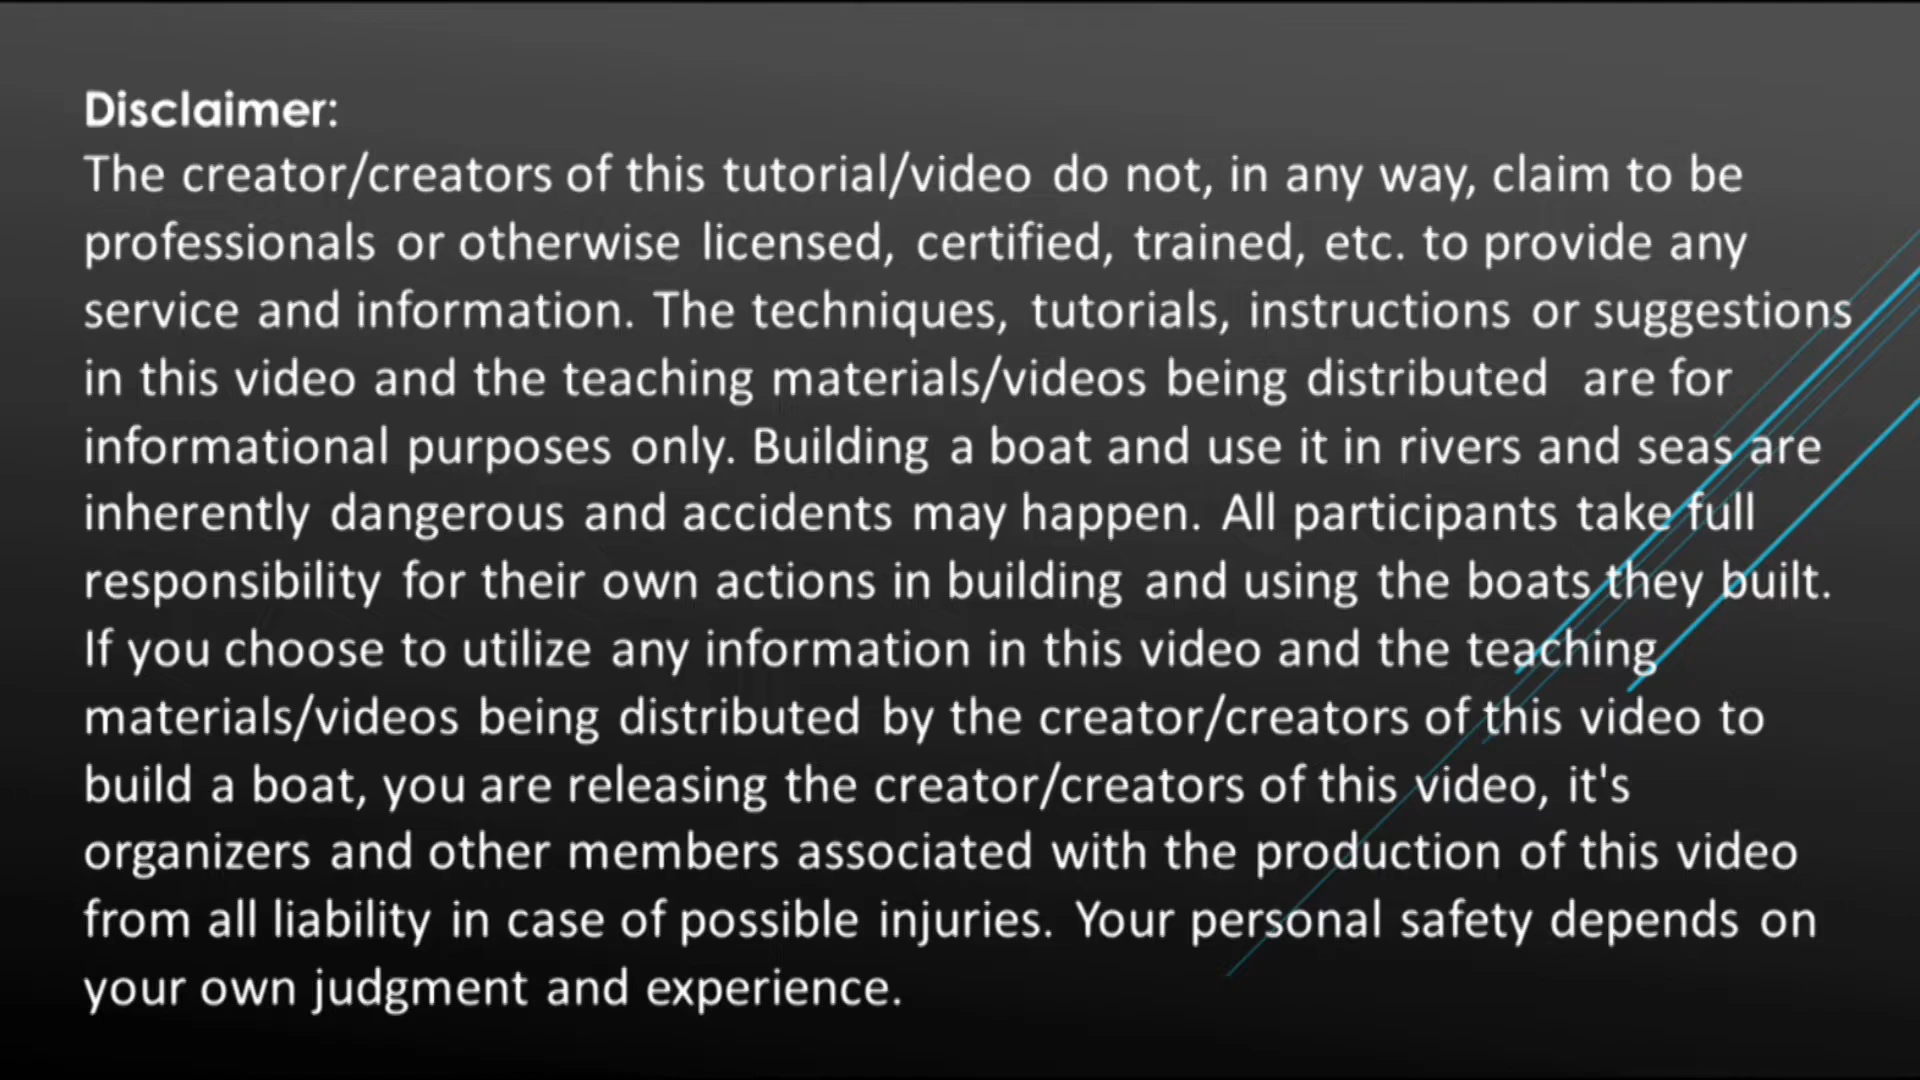 Disclaimer:
The creator/creators of this tutorial/video do not, in any way, claim to be
professionals or otherwise licensed, certified, trained, etc. to provide any
service and information. The techniques, tutorials, instructions or suggestions
in this video and the teaching materials/videos being distributed are for
informational purposes only. Building a boat and use it in rivers and seas are
inherently dangerous and accidents may happen. All participants take full
responsibility for their own actions in building and using the boats they built.
If you choose to utilize any information in this video and the teaching
materials/videos being distributed by the creator/creators of this video to
build a boat, you are releasing the creator/creators of this video, it's
organizers and other members associated with the production of this video
from all liability in case of possible injuries. Your personal safety depends on
your own judgment and experience.